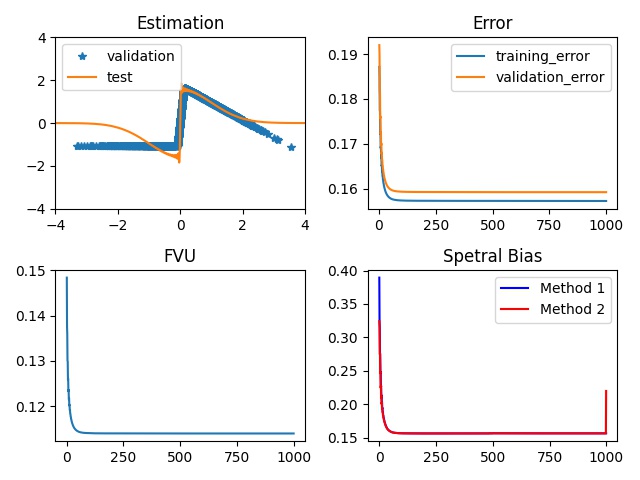 Estimation
4
2
0
−2
−4
−4 −2 0 2 4
validation
test
Error
0.19
0.18
0.17
0.16
0 250 500 750 1000
training_error
validation_error
FVU
0.15
0.14
0.13
0.12
0 250 500 750 1000
Spetral Bias
0.40
0.35
0.30
0.25
0.20
0.15
0 250 500 750 1000
Method 1
Method 2